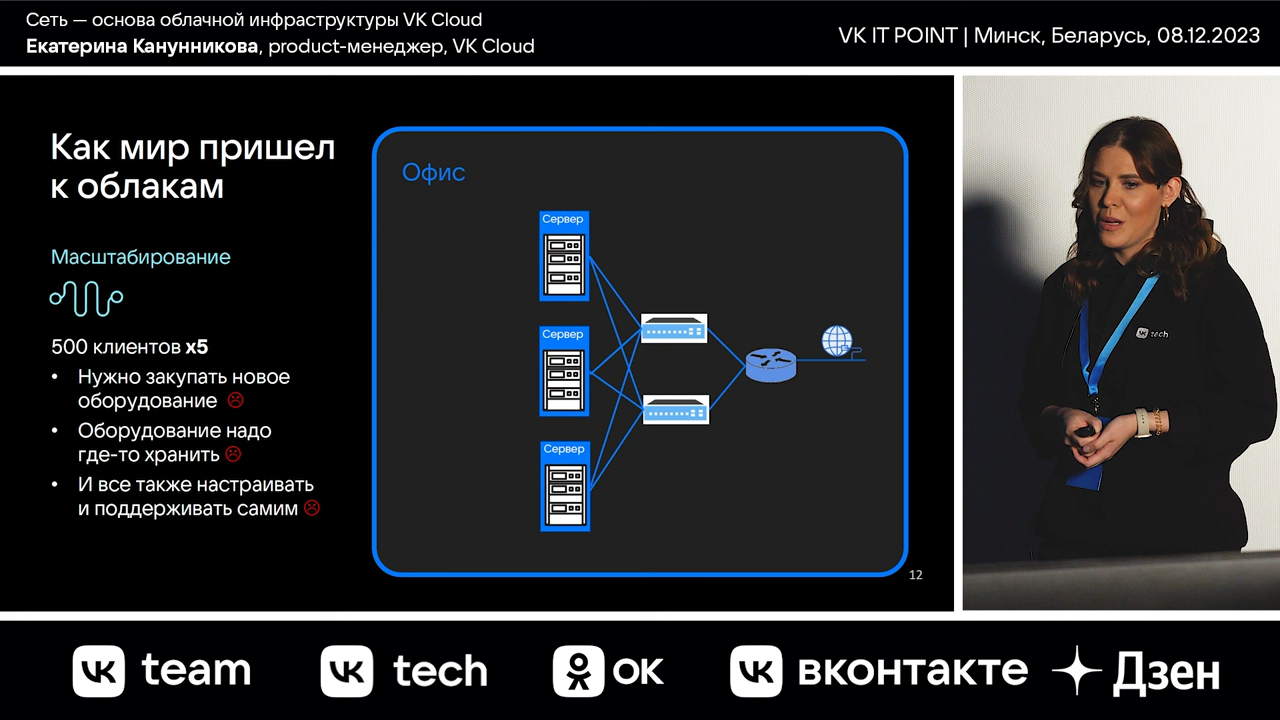 Сеть — основа облачной инфраструктуры VK Cloud
Екатерина Канунникова, product-менеджер, VK Cloud
VK IT POINT | Минск, Беларусь, 08.12.2023
Как мир пришел
к облакам
Масштабирование
500 клиентов x5
• Нужно закупать новое
оборудование
• Оборудование надо
где-то хранить
• И все также настраивать
и поддерживать самим
Офис
Сервер
Сервер
Сервер
12
tech
team
tech
ОК
вконтакте
Дзен